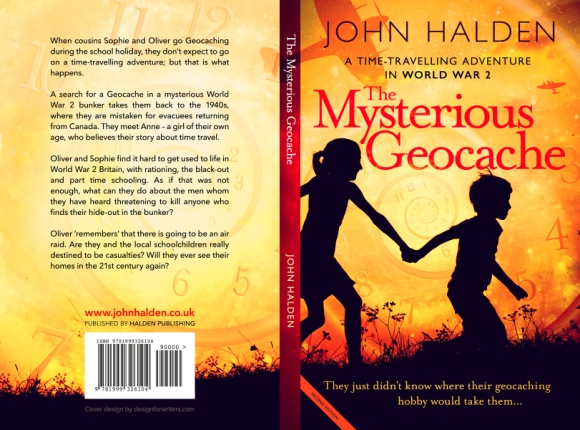 When cousins Sophie and Oliver go Geocaching
during the school holiday, they don't expect to go
on a time-travelling adventure; but that is what
happens.
A search for a Geocache in a mysterious World
War 2 bunker takes them back to the 1940s,
where they are mistaken for evacuees returning
from Canada. They meet Anne – a girl of their own
age, who believes their story about time travel.
Oliver and Sophie find it hard to get used to life in
World War 2 Britain, with rationing, the black-out
and part time schooling. As if that was not
enough, what can they do about the men whom
they have heard threatening to kill anyone who
finds their hide-out in the bunker?
Oliver 'remembers' that there is going to be an air
raid. Are they and the local schoolchildren really
destined to be casualties? Will they ever see their
homes in the 21st century again?
www.johnhalden.co.uk
PUBLISHED BY HALDEN PUBLISHING
ISBN 9781999326104
90000 >
9 781999 326104
Cover design by designforwriters.com
The Mysterious Geocache
JOHN HALDEN
JOHN HALDEN
A TIME-TRAVELLING ADVENTURE
IN WORLD WAR 2
The
Mysterious
Geocache
They just didn't know where their geocaching
hobby would take them...
SECOND EDITION